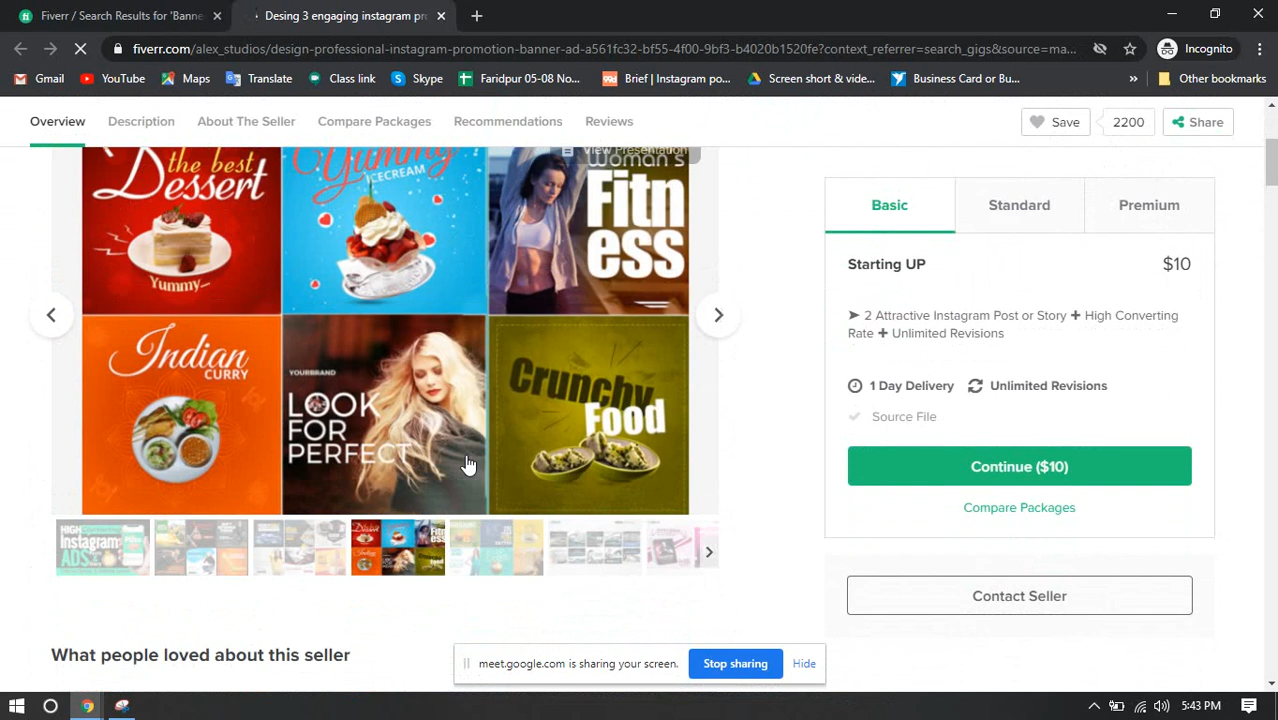 Fiverr / Search Results for 'Banne
Desing 3 engaging instagram pro
fiverr.com/alex_studios/design-professional-instagram-promotion-banner-ad-a561fc32-bf55-4f00-9bf3-b4020b1520fe?context_referrer=search_gigs&source=ma...
Incognito
Gmail
YouTube
Maps
Translate
Class link
Skype
Faridpur 05-08 No...
Brief | Instagram po...
Screen short & vide...
Business Card or Bu...
»
Other bookmarks
Overview
Description
About The Seller
Compare Packages
Recommendations
Reviews
Save
2200
Share
View Presentation
the best
Dessert
Yummy...
Yummy
ICECREAM
Woman's
Fitn
ess
Indian
CURRY
YOURBRAND
LOOK
FOR
PERFECT
Crunchy
Food
Basic
Standard
Premium
Starting UP
$10
➤ 2 Attractive Instagram Post or Story ✚ High Converting
Rate ✚ Unlimited Revisions
1 Day Delivery
Unlimited Revisions
Source File
Continue ($10)
Compare Packages
Contact Seller
HIGH
Instagram
ADS
What people loved about this seller
meet.google.com is sharing your screen.
Stop sharing
Hide
5:43 PM